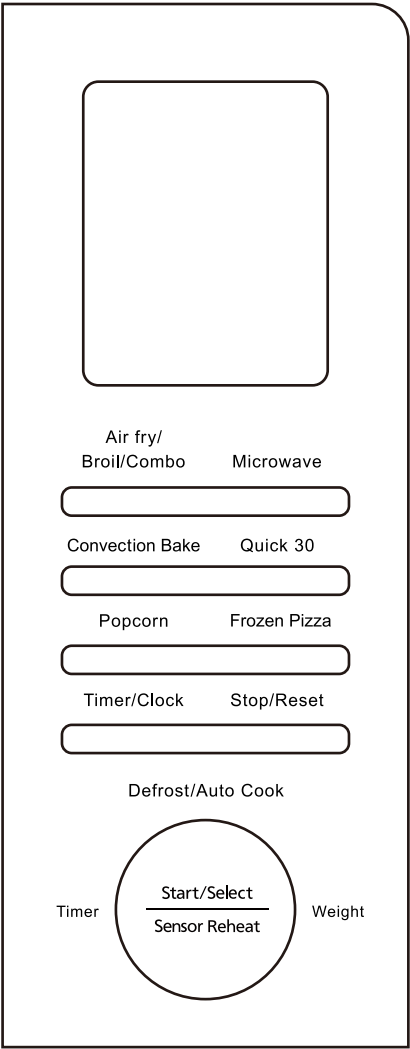 Air fry/
Broil/Combo Microwave
Convection Bake Quick 30
Popcorn Frozen Pizza
Timer/Clock Stop/Reset
Defrost/Auto Cook
Start/Select
Timer Weight
Sensor Reheat